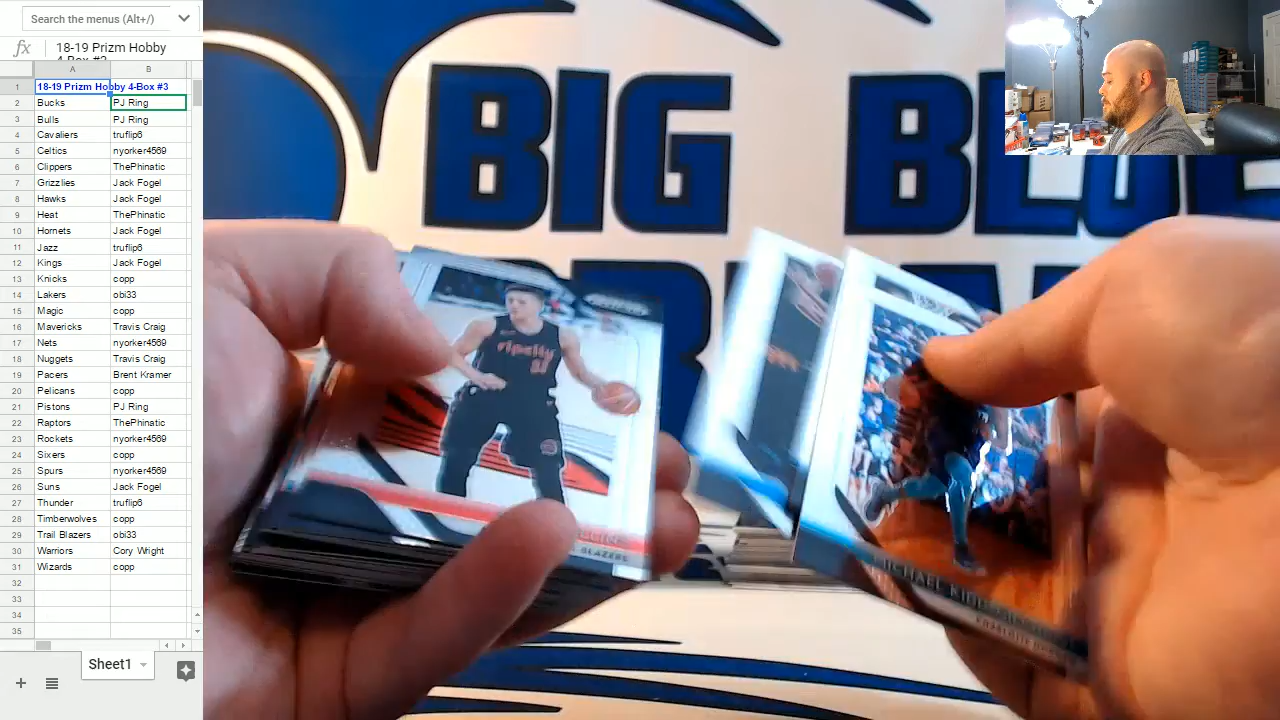 Search the menus (Alt+/)
fx 18-19 Prizm Hobby
4-Box #3
A B
1 18-19 Prizm Hobby 4-Box #3
2 Bucks PJ Ring
3 Bulls PJ Ring
4 Cavaliers truflip6
5 Celtics nyorker4569
6 Clippers ThePhinatic
7 Grizzlies Jack Fogel
8 Hawks Jack Fogel
9 Heat ThePhinatic
10 Hornets Jack Fogel
11 Jazz truflip6
12 Kings Jack Fogel
13 Knicks copp
14 Lakers obi33
15 Magic copp
16 Mavericks Travis Craig
17 Nets nyorker4569
18 Nuggets Travis Craig
19 Pacers Brent Kramer
20 Pelicans copp
21 Pistons PJ Ring
22 Raptors ThePhinatic
23 Rockets nyorker4569
24 Sixers copp
25 Spurs nyorker4569
26 Suns Jack Fogel
27 Thunder truflip6
28 Timberwolves copp
29 Trail Blazers obi33
30 Warriors Cory Wright
31 Wizards copp
32
33
34
35
Sheet1
BIG BLUE
BLAZERS
MICHAEL